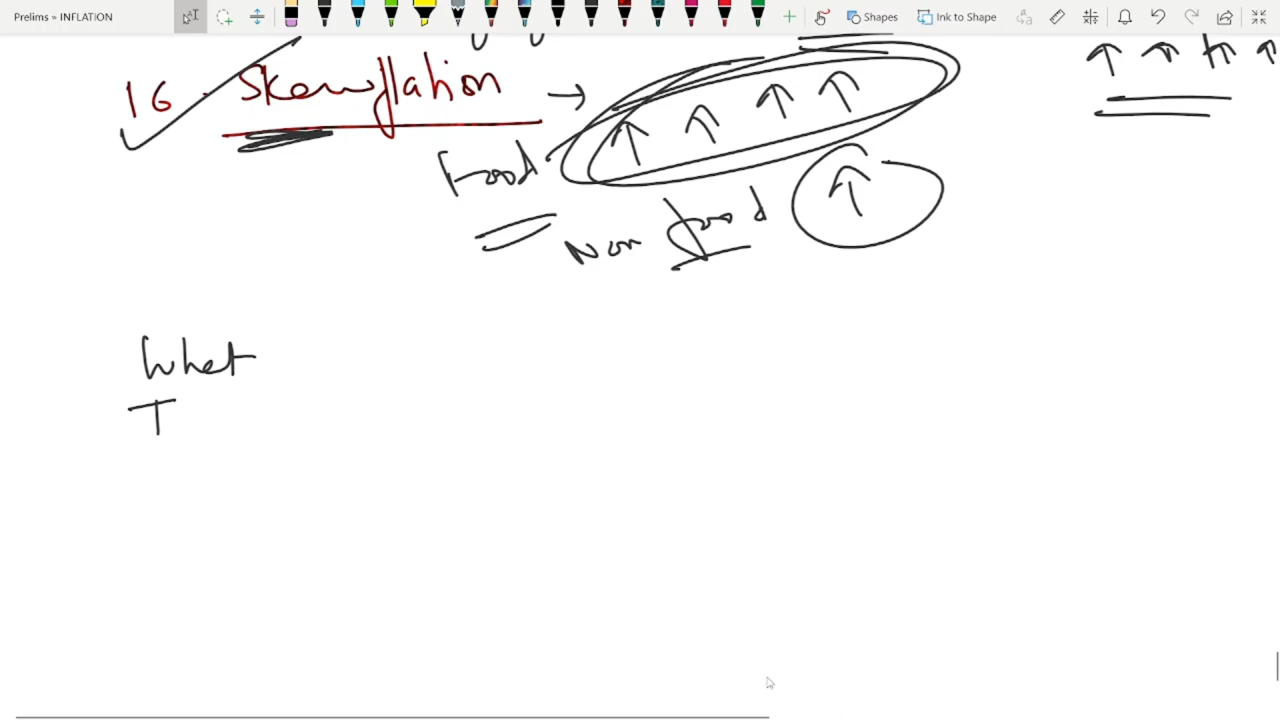 Prelims » INFLATION
Shapes
Ink to Shape
16. Skewflation →
Food ↑ ↑ ↑ ↑
Non food ↑
↑ ↑ ↑ ↑
What
T